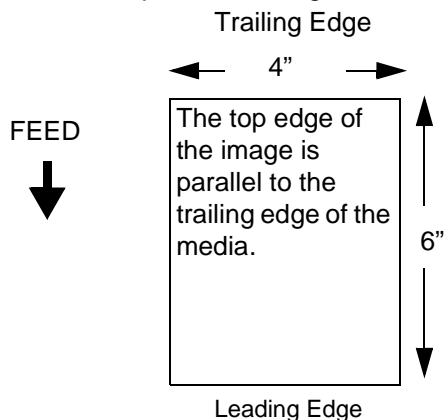 Trailing Edge
4”
FEED
The top edge of
the image is
parallel to the
trailing edge of the
media.
6”
Leading Edge